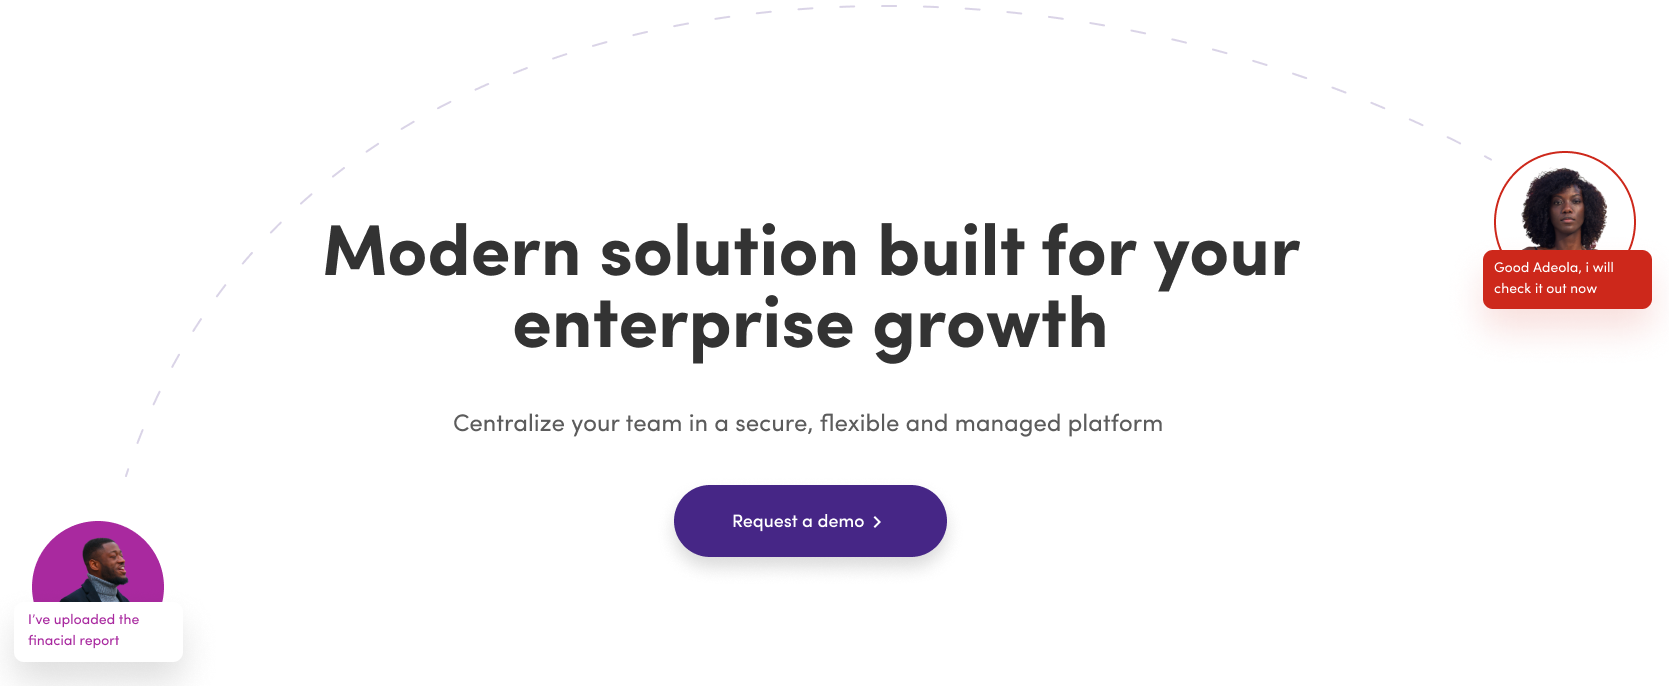 Modern solution built for your
enterprise growth
Good Adeola, i will
check it out now
Centralize your team in a secure, flexible and managed platform
Request a demo
I've uploaded the
finacial report